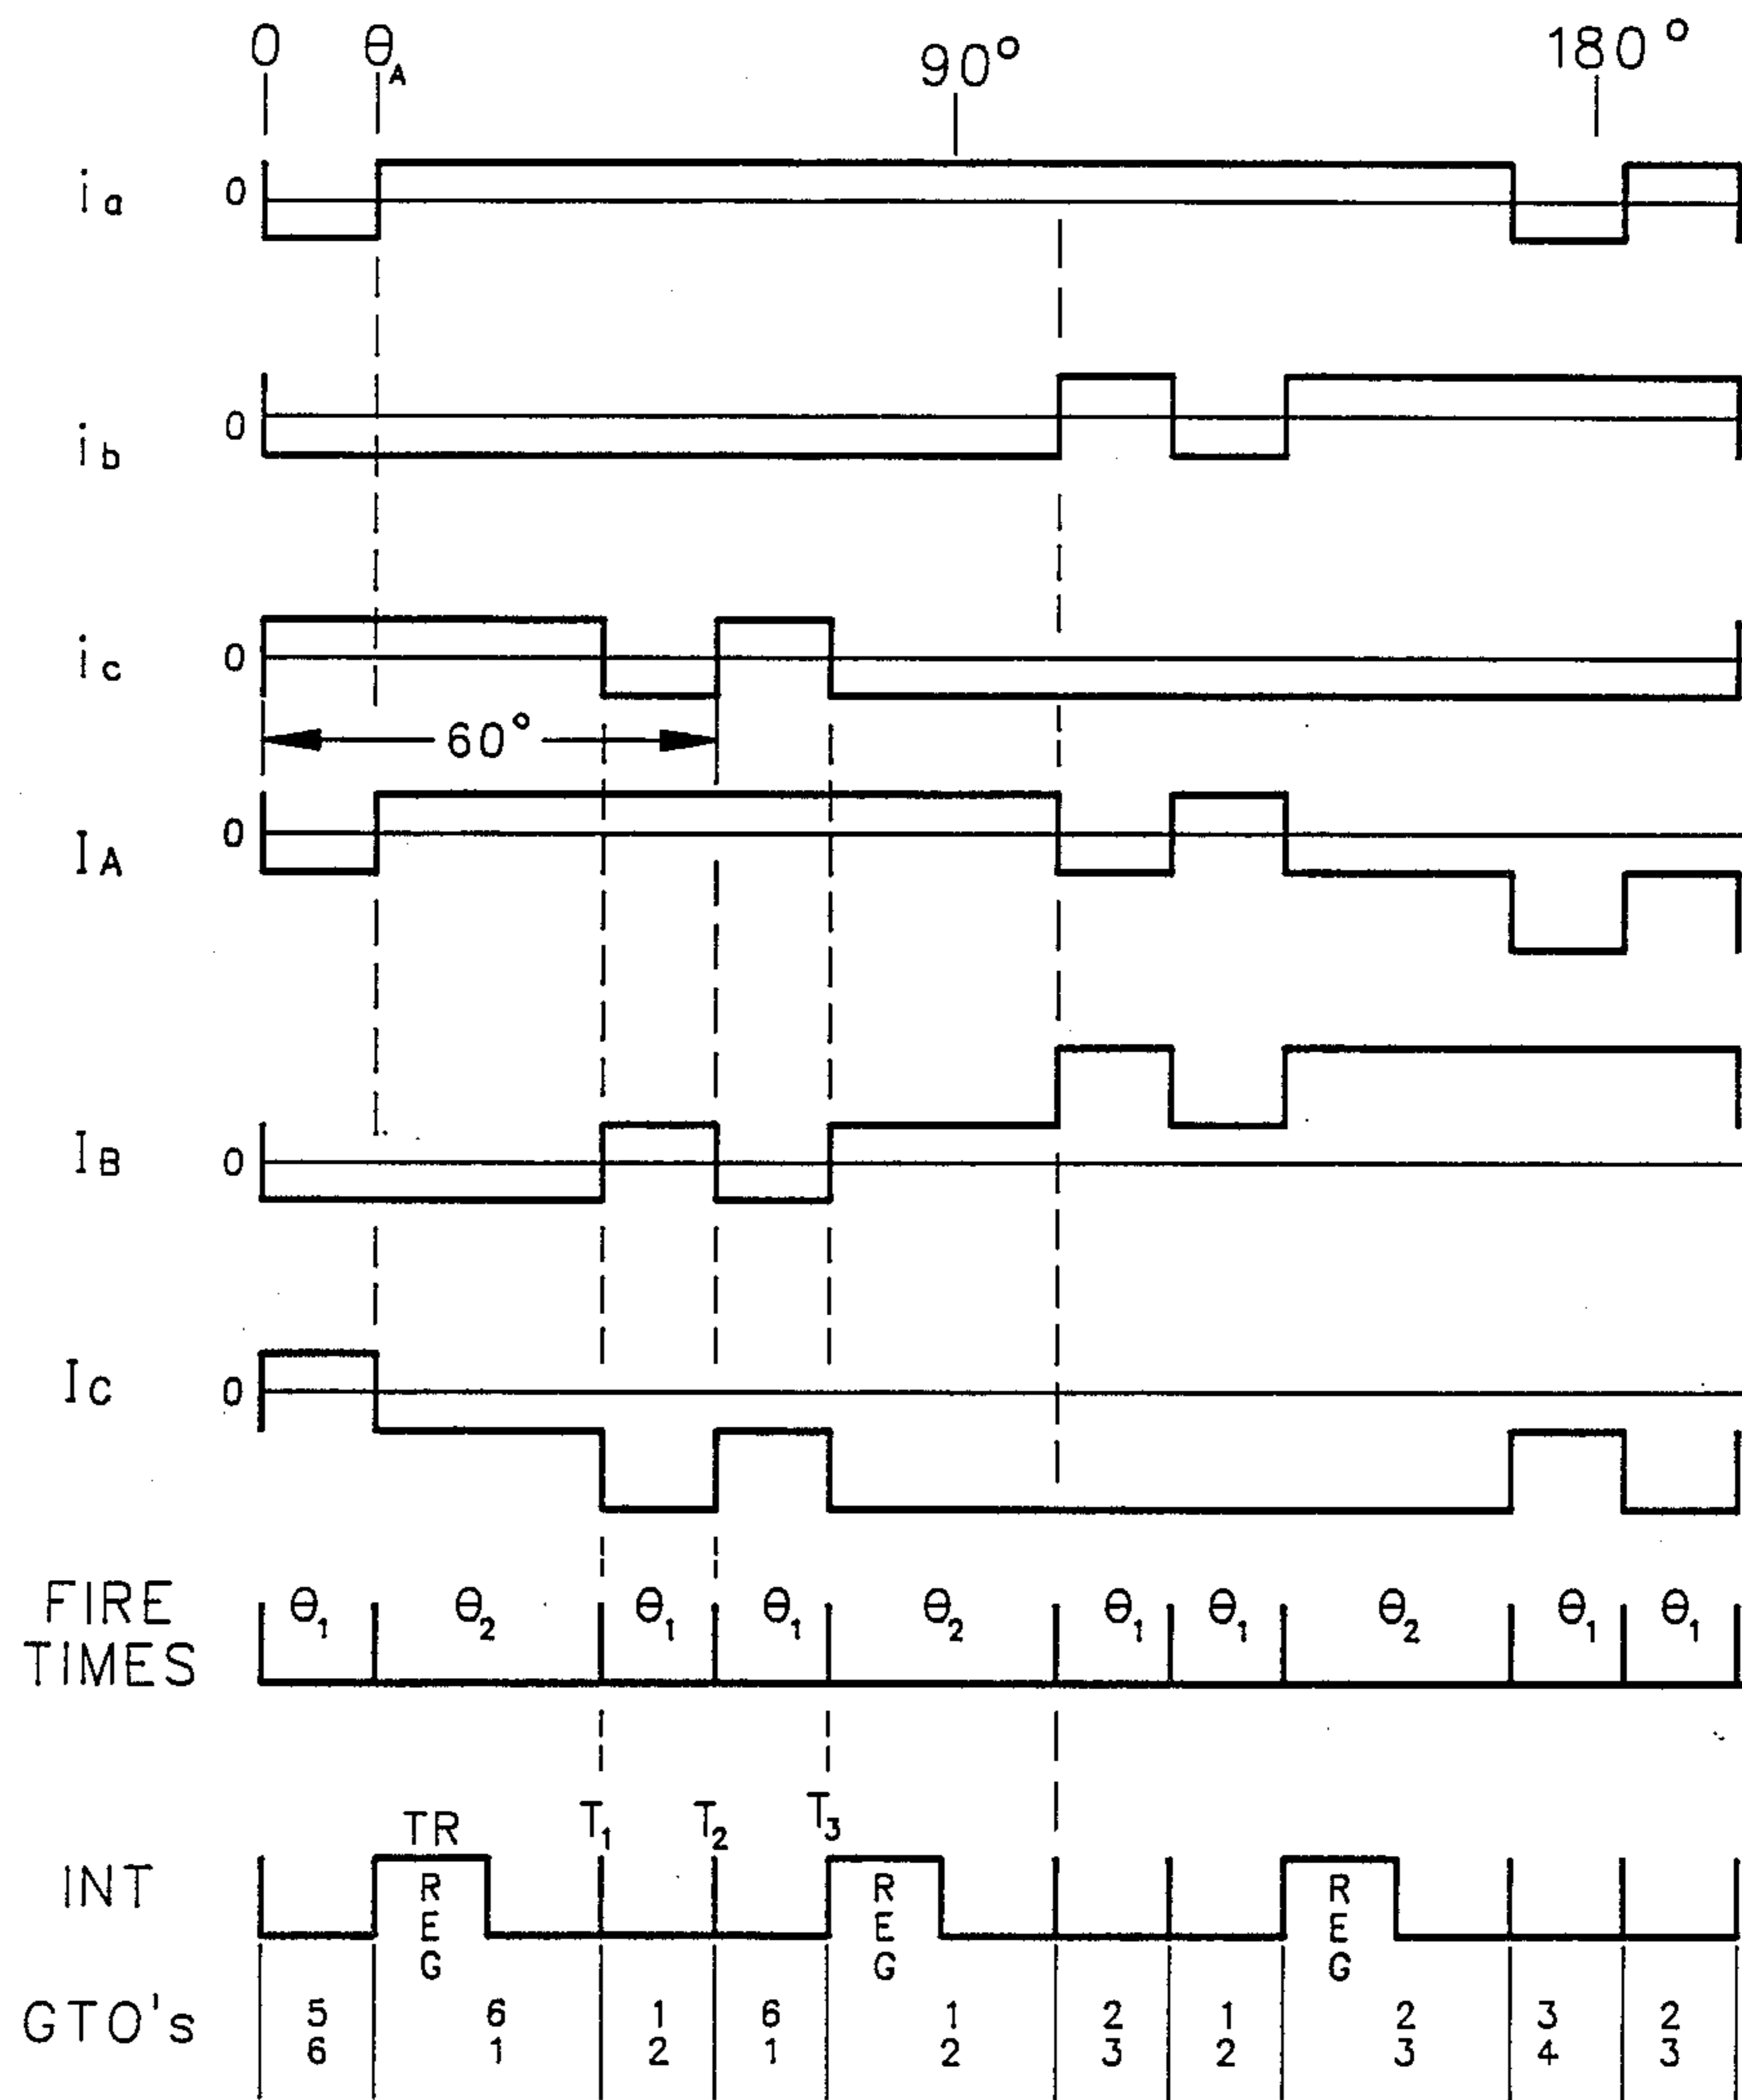 0 θA 90° 180°
ia 0
ib 0
ic 0
60°
IA 0
IB 0
IC 0
FIRE TIMES θ1 θ2 θ1 θ1 θ2 θ1 θ1 θ2 θ1 θ1
TR T1 T2 T3
INT REG REG REG
GTO's 5 6 1 6 1 2 1 2 3 2
6 1 2 1 2 3 2 3 4 3